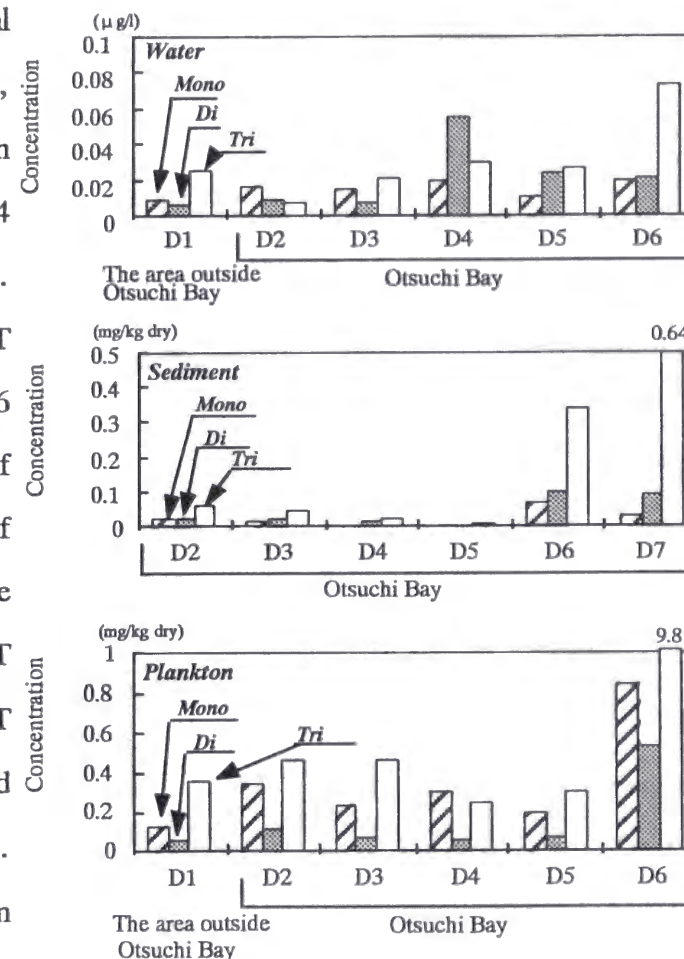 al
,
n
4
.
T
6
f
f
e
T
T
d
.
n
(μg/l)
Concentration
0.1
0.08
0.06
0.04
0.02
0
Water
Mono
Di
Tri
D1 D2 D3 D4 D5 D6
The area outside
Otsuchi Bay
Otsuchi Bay
(mg/kg dry)
0.64
Concentration
0.5
0.4
0.3
0.2
0.1
0
Sediment
Mono
Di
Tri
D2 D3 D4 D5 D6 D7
Otsuchi Bay
(mg/kg dry)
9.8
Concentration
1
0.8
0.6
0.4
0.2
0
Plankton
Mono
Di
Tri
D1 D2 D3 D4 D5 D6
The area outside
Otsuchi Bay
Otsuchi Bay